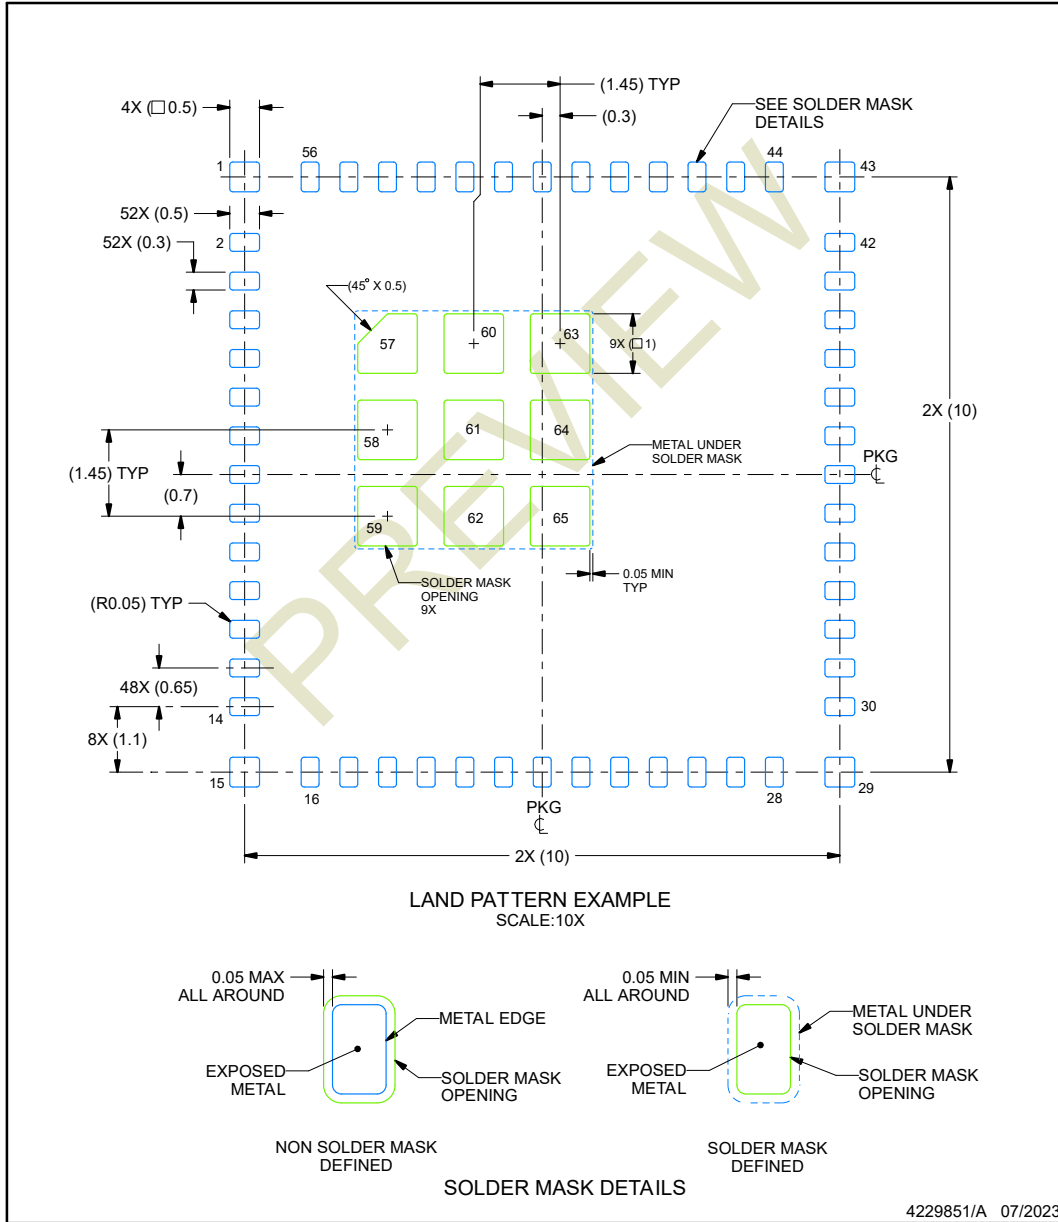 (1.45) TYP
4X (□ 0.5)
SEE SOLDER MASK
DETAILS
(0.3)
1
56
44
43
52X (0.5)
2
42
52X (0.3)
(45° X 0.5)
57
60
63
9X (□ 1)
2X (10)
58
61
64
METAL UNDER
SOLDER MASK
(1.45) TYP
(0.7)
PKG
℄
59
62
65
SOLDER MASK
OPENING
9X
0.05 MIN
TYP
(R0.05) TYP
48X (0.65)
14
30
8X (1.1)
15
16
28
29
PKG
℄
2X (10)
PREVIEW
LAND PATTERN EXAMPLE
SCALE:10X
0.05 MAX
ALL AROUND
METAL EDGE
EXPOSED
METAL
SOLDER MASK
OPENING
NON SOLDER MASK
DEFINED
0.05 MIN
ALL AROUND
METAL UNDER
SOLDER MASK
EXPOSED
METAL
SOLDER MASK
OPENING
SOLDER MASK
DEFINED
SOLDER MASK DETAILS
4229851/A 07/2023